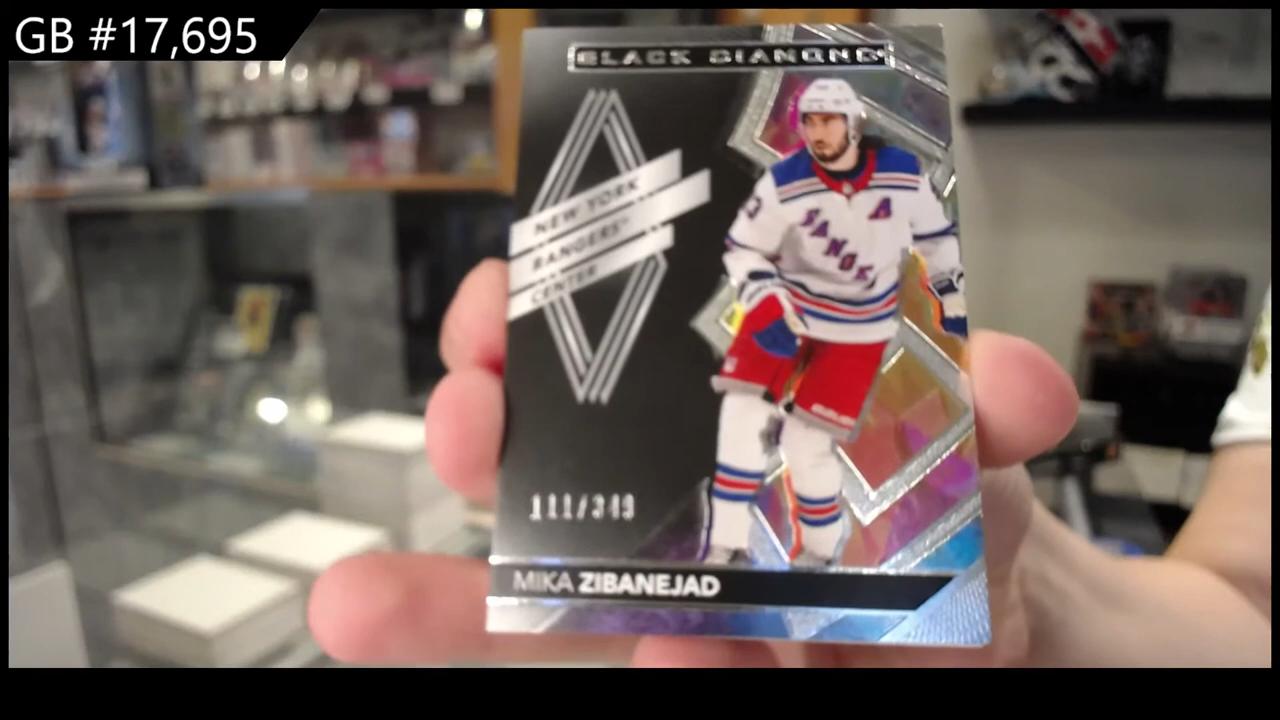 GB #17,695
BLACK DIAMOND
NEW YORK
RANGERS
CENTER
A
111/349
MIKA ZIBANEJAD